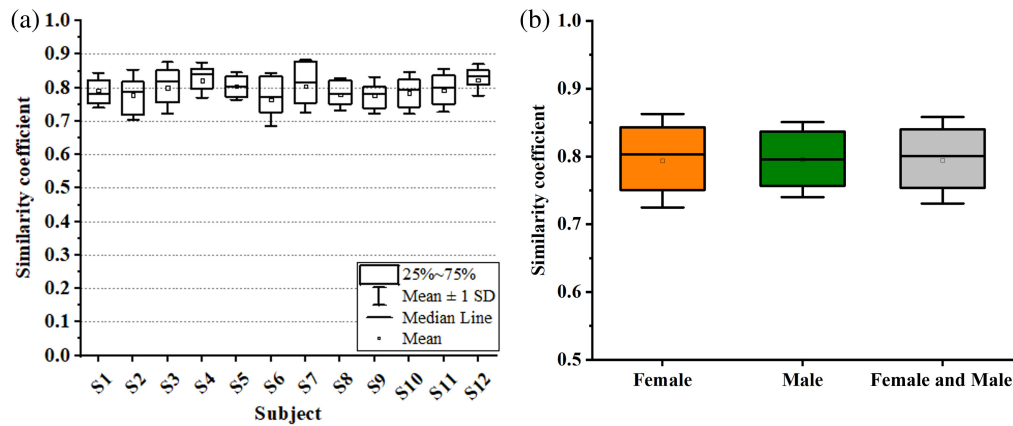 (a)
Similarity coefficient
1.0
0.9
0.8
0.7
0.6
0.5
0.4
0.3
0.2
0.1
0.0
25%~75%
Mean ± 1 SD
Median Line
Mean
S1 S2 S3 S4 S5 S6 S7 S8 S9 S10 S11 S12
Subject
(b)
Similarity coefficient
1.0
0.9
0.8
0.7
0.6
0.5
Female Male Female and Male